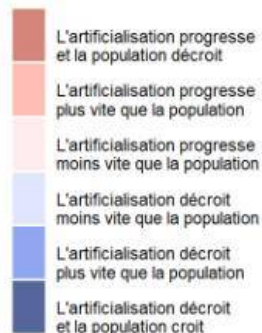 L'artificialisation progresse
et la population décroit
L'artificialisation progresse
plus vite que la population
L'artificialisation progresse
moins vite que la population
L'artificialisation décroit
moins vite que la population
L'artificialisation décroit
plus vite que la population
L'artificialisation décroit
et la population croit